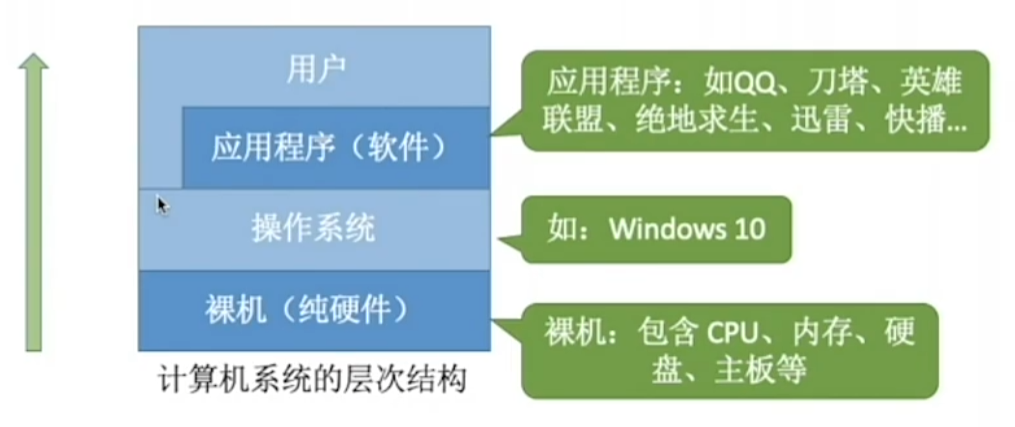 用户
应用程序（软件）
操作系统
裸机（纯硬件）
计算机系统的层次结构
应用程序：如QQ、刀塔、英雄
联盟、绝地求生、迅雷、快播...
如：Windows 10
裸机：包含 CPU、内存、硬
盘、主板等